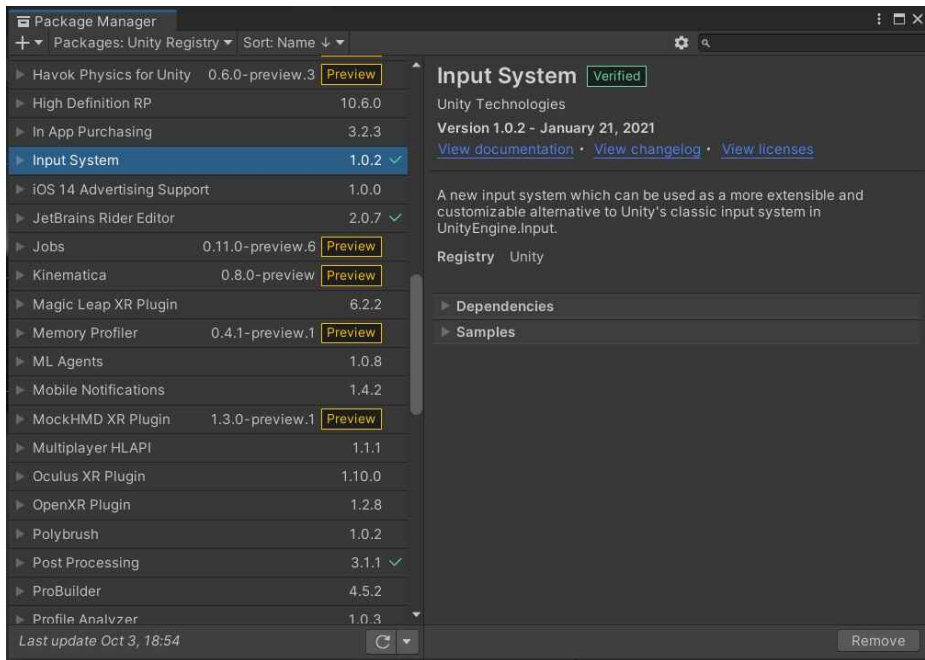 Package Manager
Packages: Unity Registry Sort: Name ↓
Havok Physics for Unity 0.6.0-preview.3 Preview
High Definition RP 10.6.0
In App Purchasing 3.2.3
Input System 1.0.2
iOS 14 Advertising Support 1.0.0
JetBrains Rider Editor 2.0.7
Jobs 0.11.0-preview.6 Preview
Kinematica 0.8.0-preview Preview
Magic Leap XR Plugin 6.2.2
Memory Profiler 0.4.1-preview.1 Preview
ML Agents 1.0.8
Mobile Notifications 1.4.2
MockHMD XR Plugin 1.3.0-preview.1 Preview
Multiplayer HLAPI 1.1.1
Oculus XR Plugin 1.10.0
OpenXR Plugin 1.2.8
Polybrush 1.0.2
Post Processing 3.1.1
ProBuilder 4.5.2
Profile Analyzer 1.0.3
Last update Oct 3, 18:54
Input System Verified
Unity Technologies
Version 1.0.2 - January 21, 2021
View documentation • View changelog • View licenses
A new input system which can be used as a more extensible and
customizable alternative to Unity's classic input system in
UnityEngine.Input.
Registry Unity
Dependencies
Samples
Remove